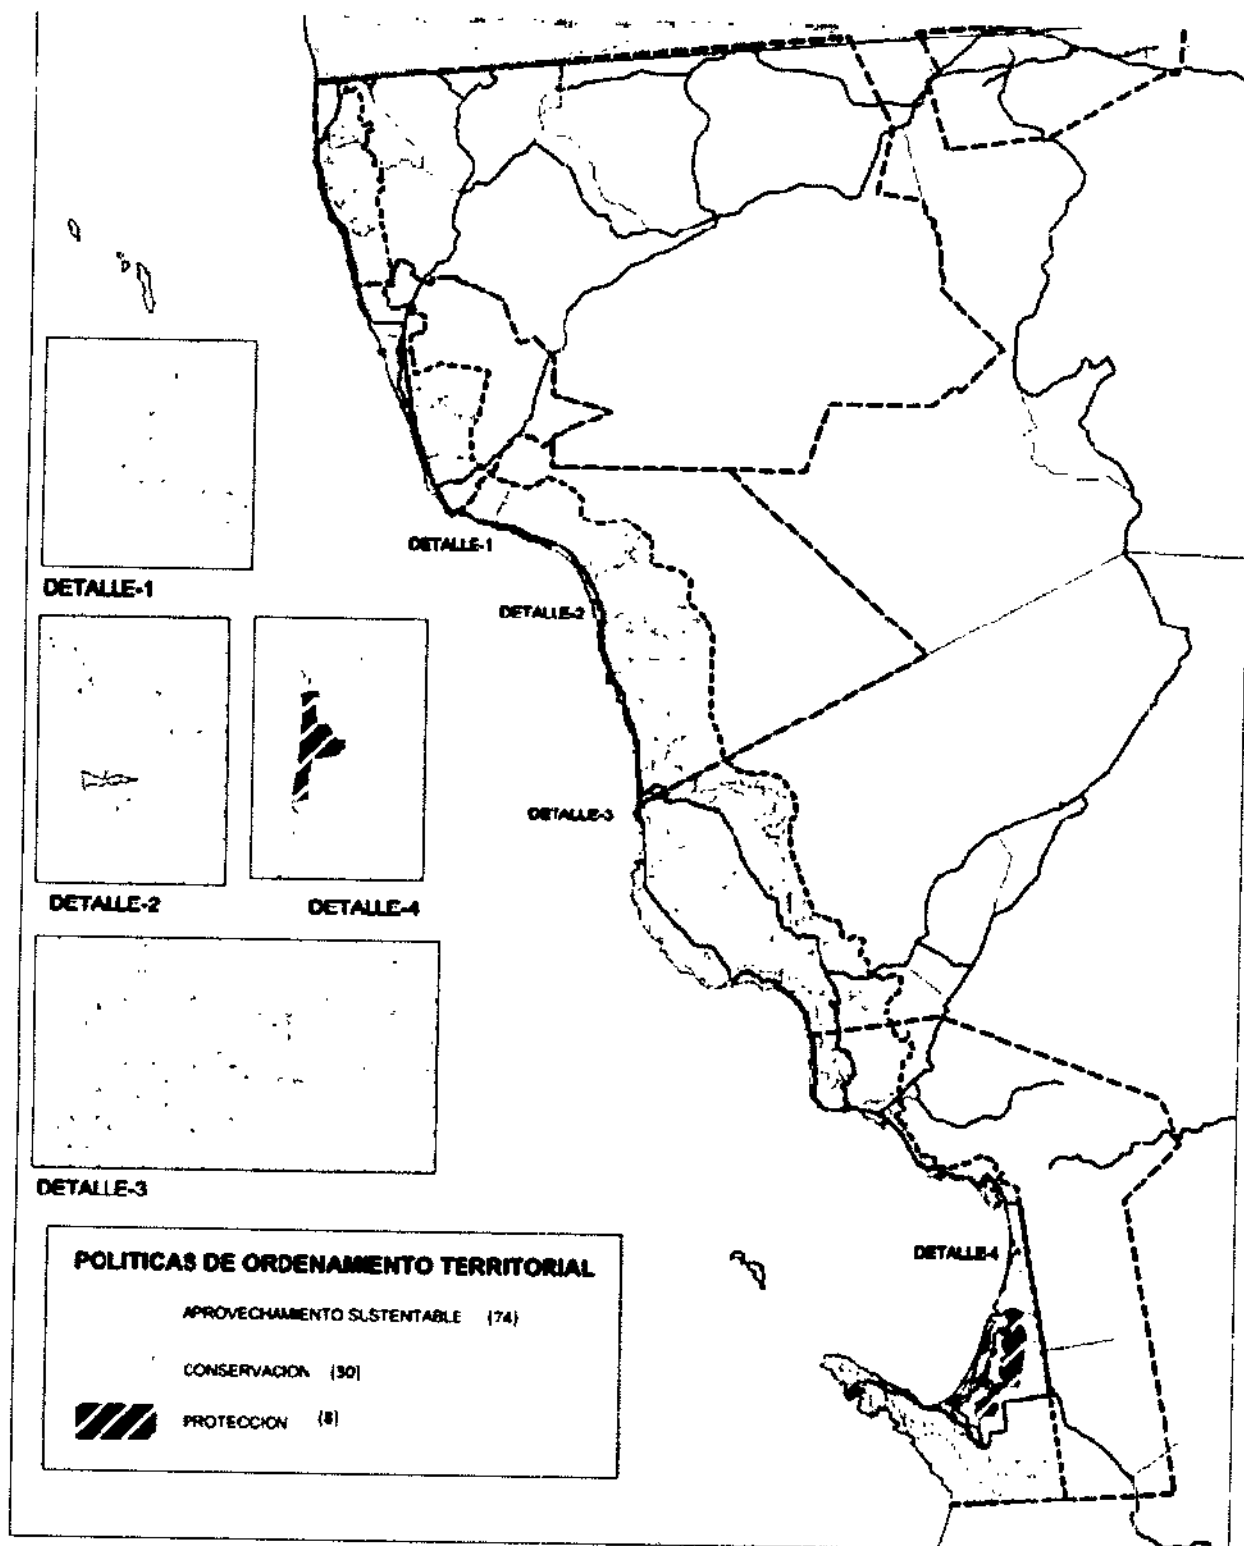 DETALLE-1
DETALLE-2
DETALLE-3
DETALLE-4
DETALLE-1
DETALLE-2
DETALLE-4
DETALLE-3
POLITICAS DE ORDENAMIENTO TERRITORIAL
APROVECHAMIENTO SUSTENTABLE (74)
CONSERVACION (30)
PROTECCION (8)